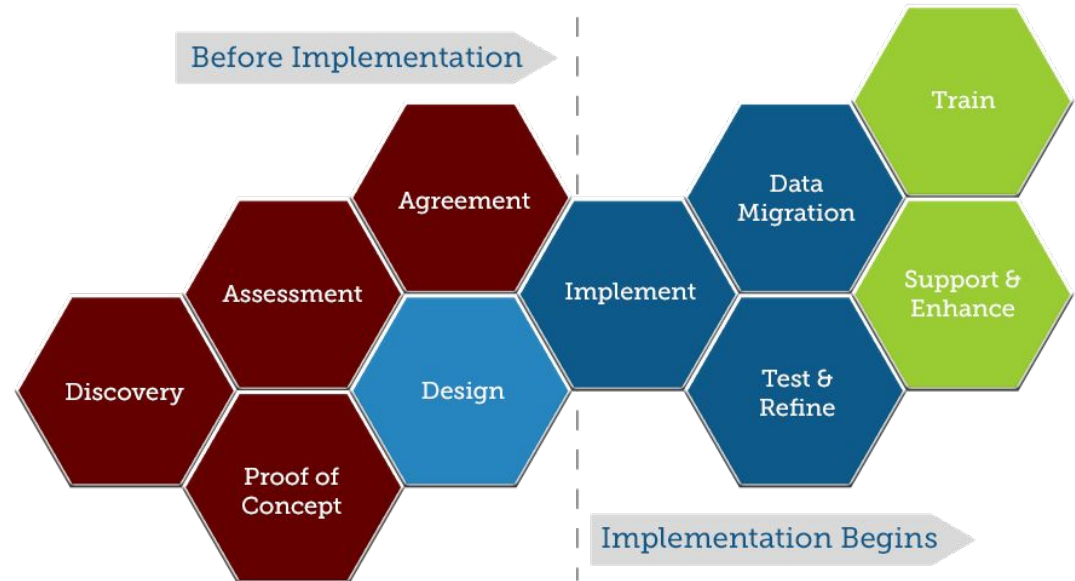 Before Implementation
Train
Agreement
Data
Migration
Assessment
Implement
Support &
Enhance
Discovery
Design
Test &
Refine
Proof of
Concept
Implementation Begins